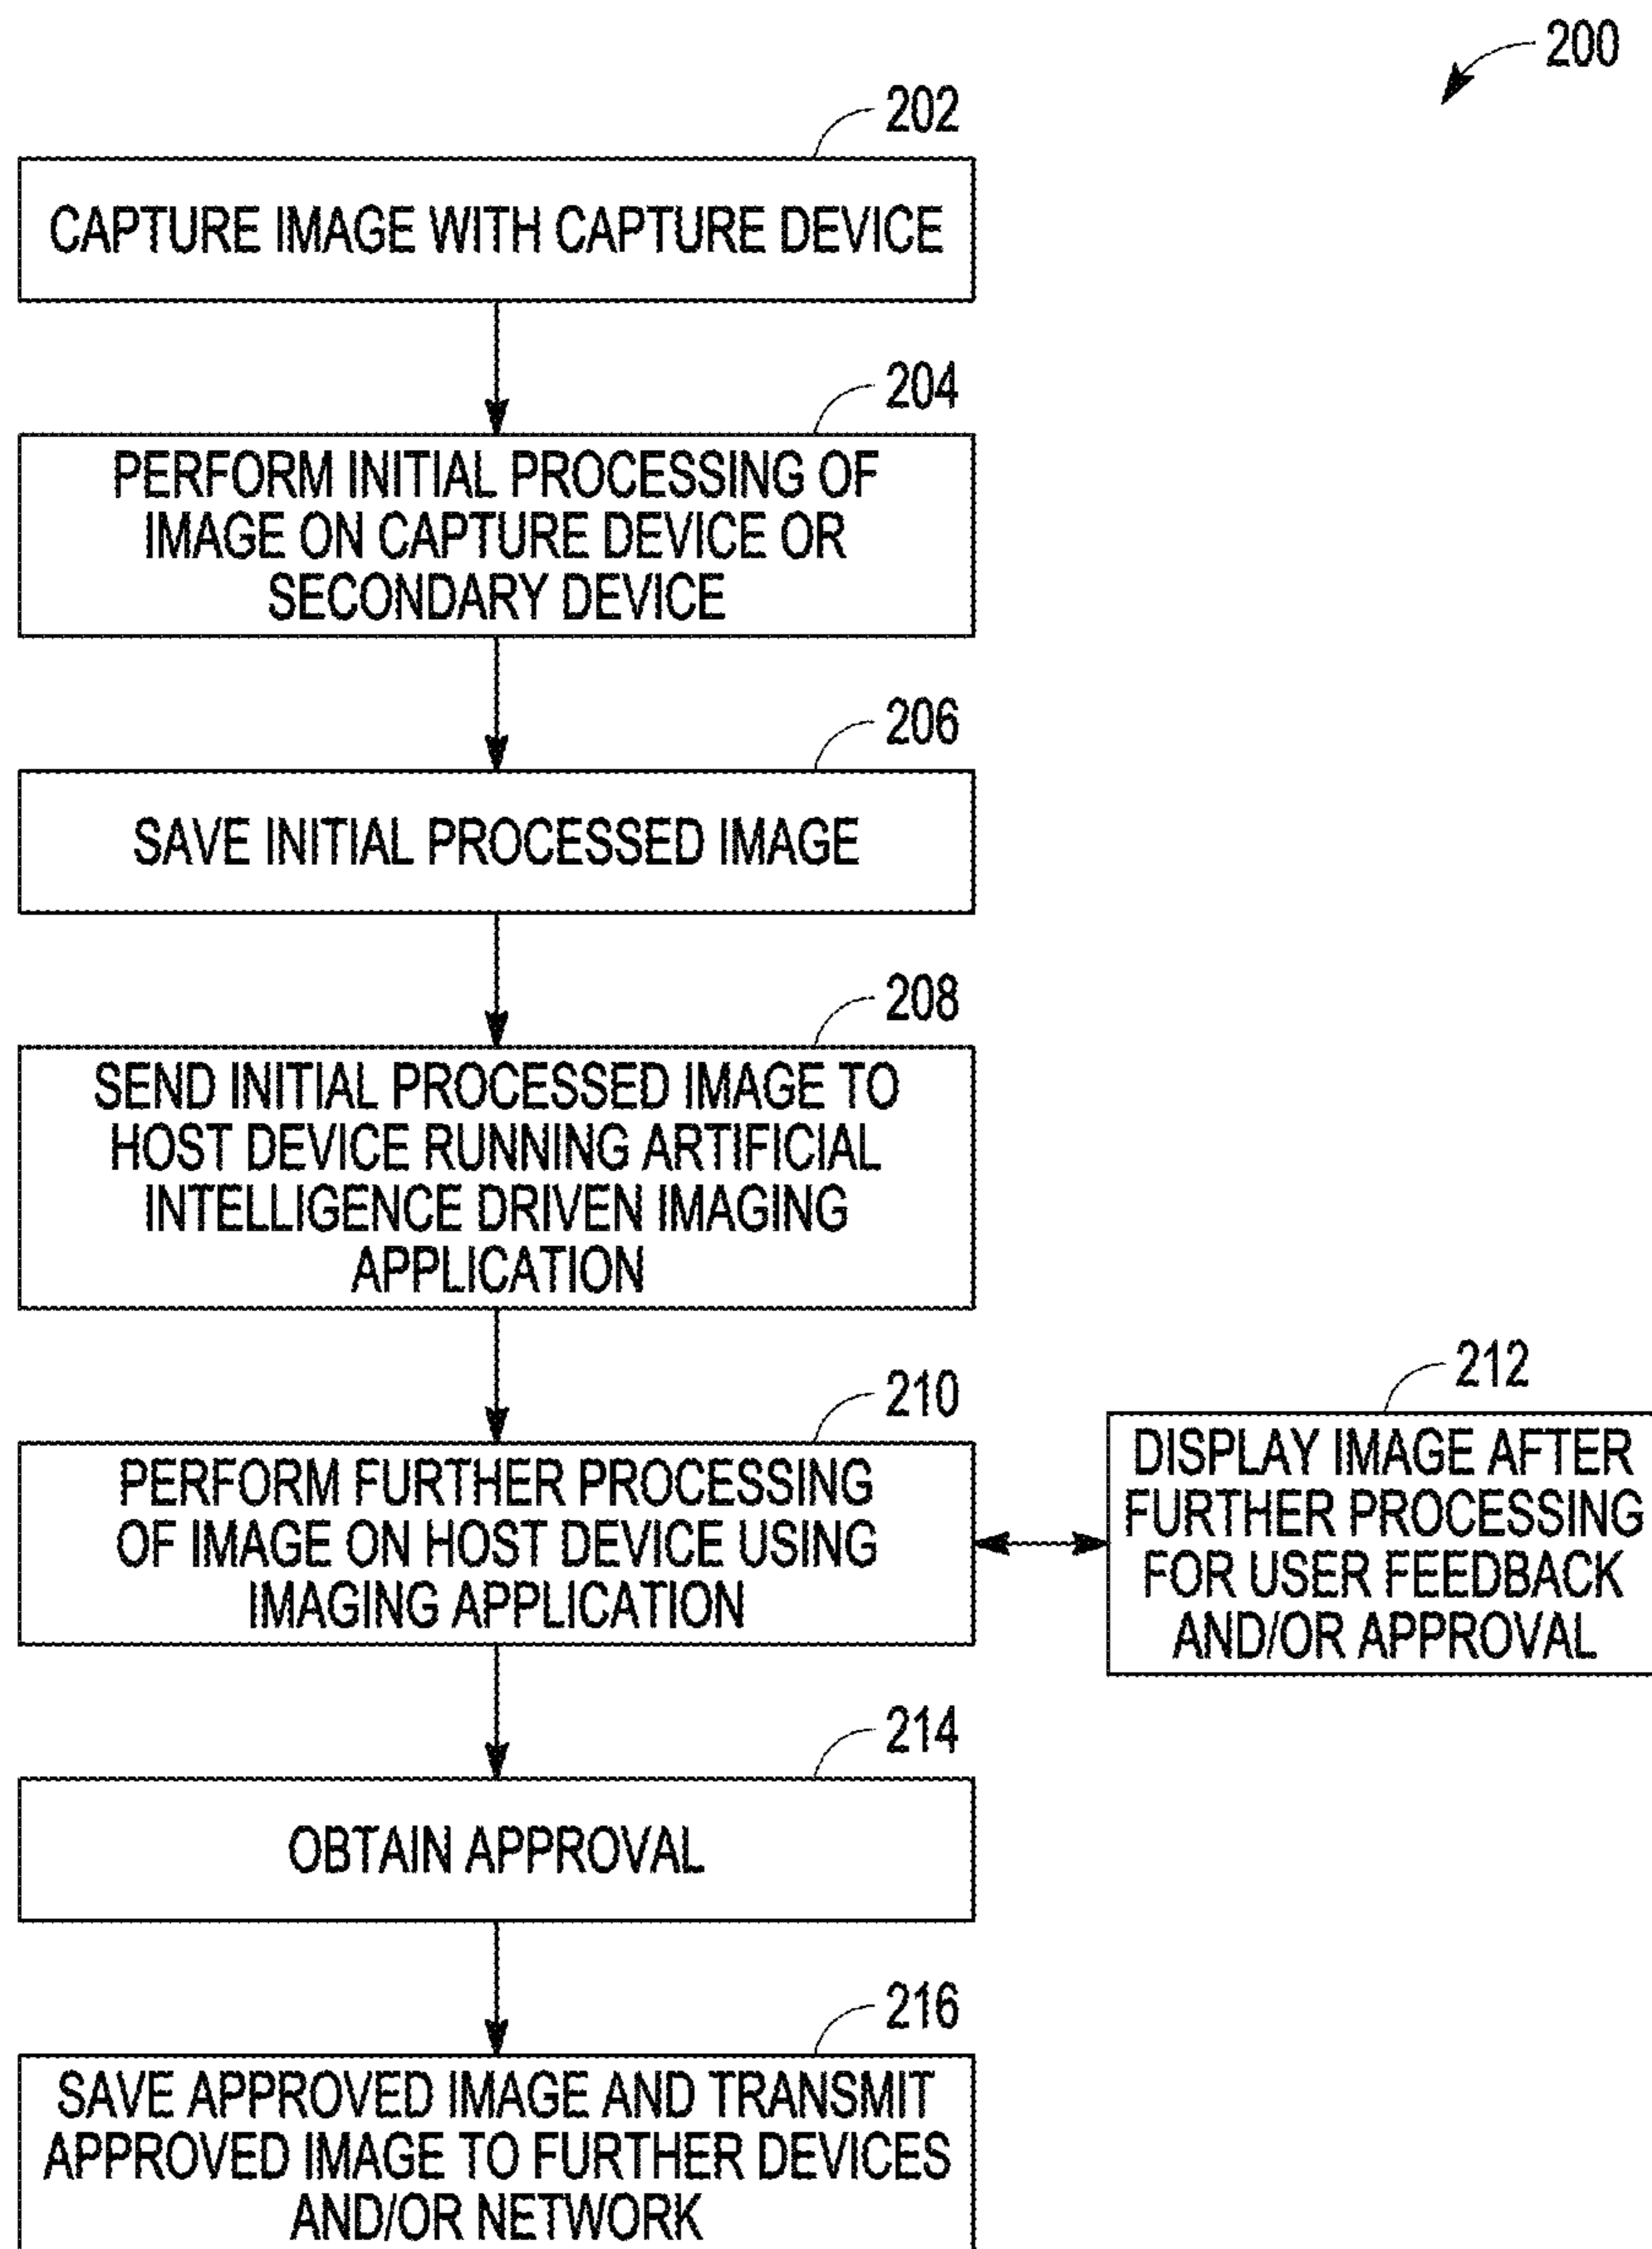 200
202
CAPTURE IMAGE WITH CAPTURE DEVICE
204
PERFORM INITIAL PROCESSING OF
IMAGE ON CAPTURE DEVICE OR
SECONDARY DEVICE
206
SAVE INITIAL PROCESSED IMAGE
208
SEND INITIAL PROCESSED IMAGE TO
HOST DEVICE RUNNING ARTIFICIAL
INTELLIGENCE DRIVEN IMAGING
APPLICATION
210
PERFORM FURTHER PROCESSING
OF IMAGE ON HOST DEVICE USING
IMAGING APPLICATION
212
DISPLAY IMAGE AFTER
FURTHER PROCESSING
FOR USER FEEDBACK
AND/OR APPROVAL
214
OBTAIN APPROVAL
216
SAVE APPROVED IMAGE AND TRANSMIT
APPROVED IMAGE TO FURTHER DEVICES
AND/OR NETWORK